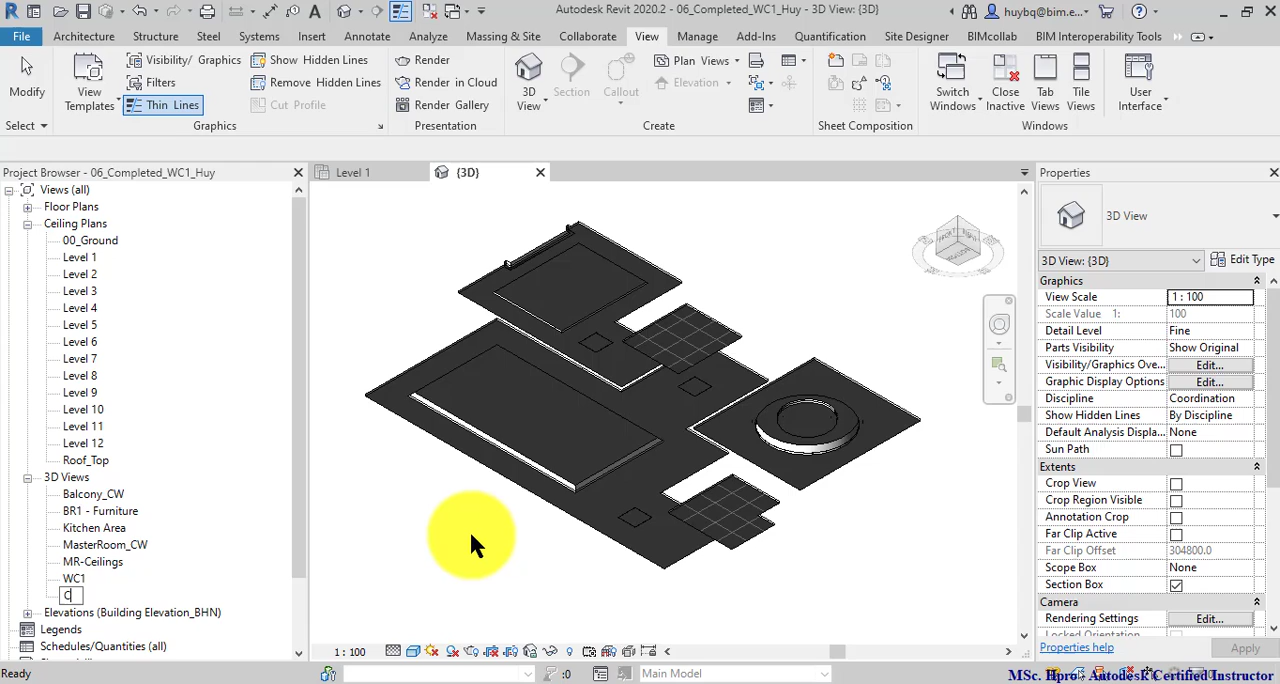 Autodesk Revit 2020.2 - 06_Completed_WC1_Huy - 3D View: {3D}
huybq@bim.e...
File Architecture Structure Steel Systems Insert Annotate Analyze Massing & Site Collaborate View Manage Add-Ins Quantification Site Designer BIMcollab BIM Interoperability Tools
Modify
Select
View Templates
Visibility/ Graphics
Filters
Thin Lines
Show Hidden Lines
Remove Hidden Lines
Cut Profile
Graphics
Render
Render in Cloud
Render Gallery
Presentation
3D View
Section
Callout
Plan Views
Elevation
Create
Sheet Composition
Switch Windows
Close Inactive
Tab Views
Tile Views
Windows
User Interface
Project Browser - 06_Completed_WC1_Huy
Views (all)
Floor Plans
Ceiling Plans
00_Ground
Level 1
Level 2
Level 3
Level 4
Level 5
Level 6
Level 7
Level 8
Level 9
Level 10
Level 11
Level 12
Roof_Top
3D Views
Balcony_CW
BR1 - Furniture
Kitchen Area
MasterRoom_CW
MR-Ceilings
WC1
C
Elevations (Building Elevation_BHN)
Legends
Schedules/Quantities (all)
Level 1
{3D}
1 : 100
Properties
3D View
3D View: {3D}
Edit Type
Graphics
View Scale 1 : 100
Scale Value 1: 100
Detail Level Fine
Parts Visibility Show Original
Visibility/Graphics Ove... Edit...
Graphic Display Options Edit...
Discipline Coordination
Show Hidden Lines By Discipline
Default Analysis Displa... None
Sun Path
Extents
Crop View
Crop Region Visible
Annotation Crop
Far Clip Active
Far Clip Offset 304800.0
Scope Box None
Section Box
Camera
Rendering Settings Edit...
Properties help
Apply
Ready
:0
Main Model
MSc. Hpro - Autodesk Certified Instructor